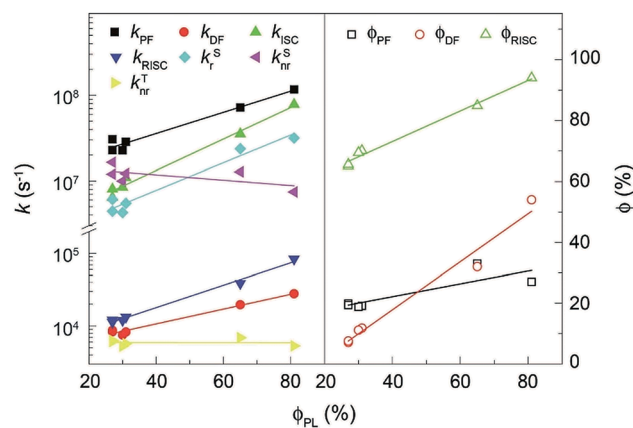 k_PF k_DF k_ISC
k_RISC k_r^S k_nr^S
k_nr^T
ϕ_PF ϕ_DF ϕ_RISC
10^8
10^7
10^5
10^4
k (s^-1)
100
80
60
40
20
0
ϕ (%)
20 40 60 80 20 40 60 80
ϕ_PL (%)